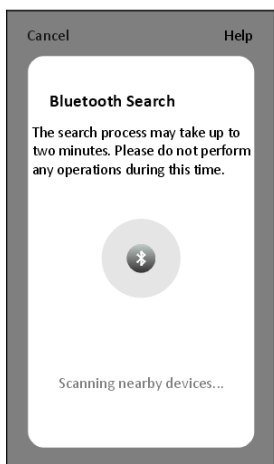 Cancel Help
Bluetooth Search
The search process may take up to
two minutes. Please do not perform
any operations during this time.
Scanning nearby devices...